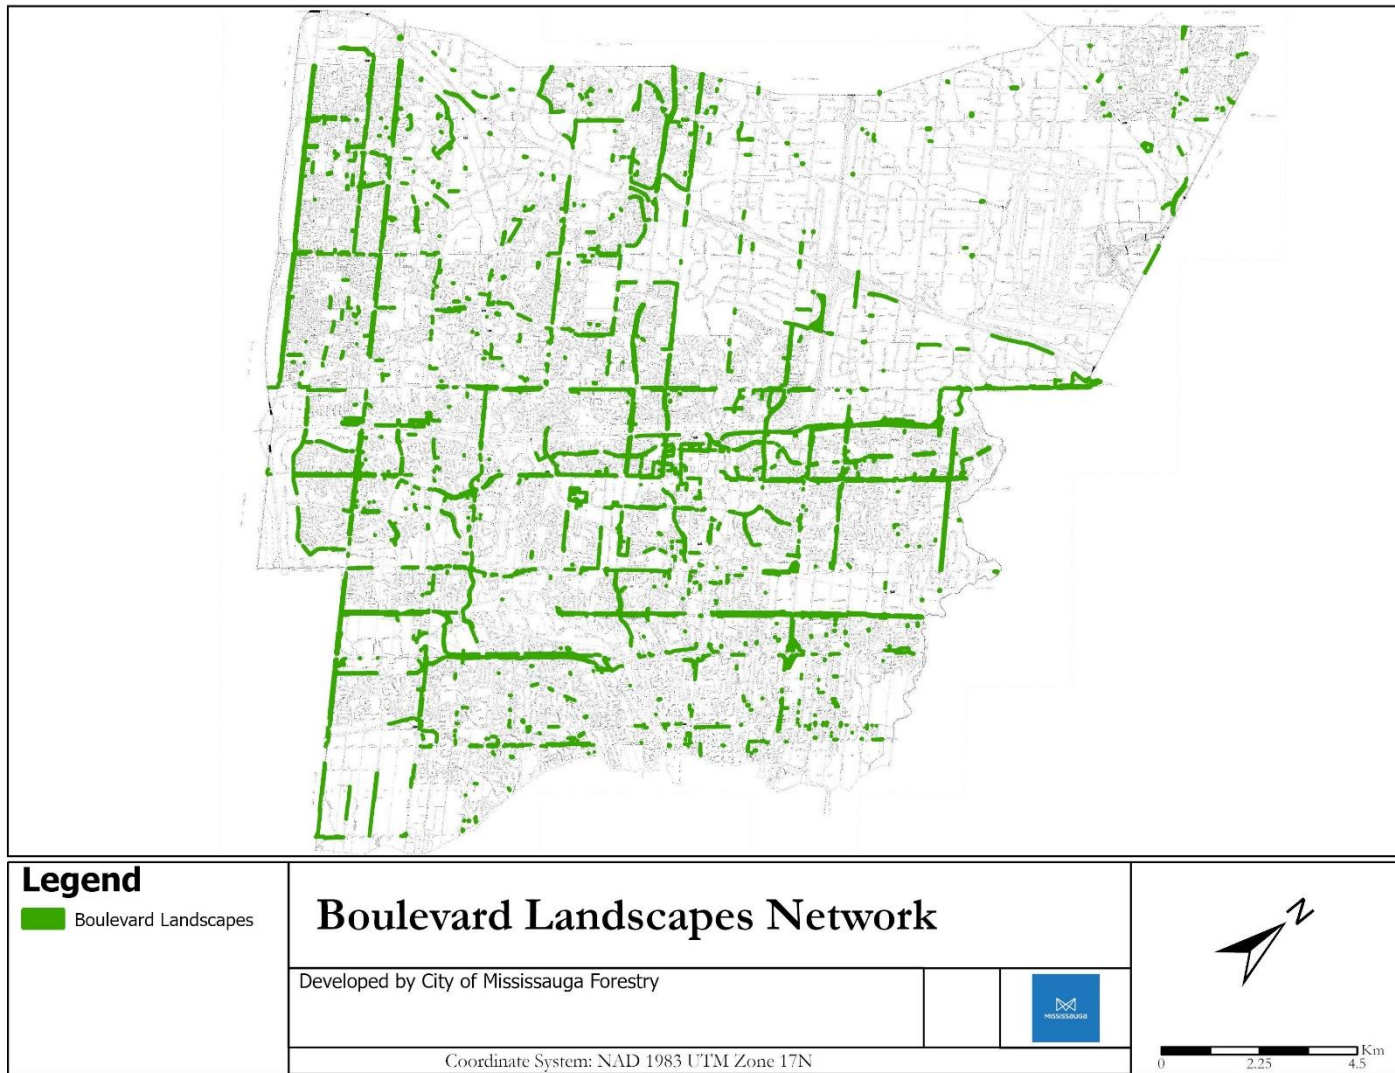 Legend
Boulevard Landscapes
Boulevard Landscapes Network
Developed by City of Mississauga Forestry
MISSISSAUGA
Coordinate System: NAD 1983 UTM Zone 17N
N
Km
0 2.25 4.5